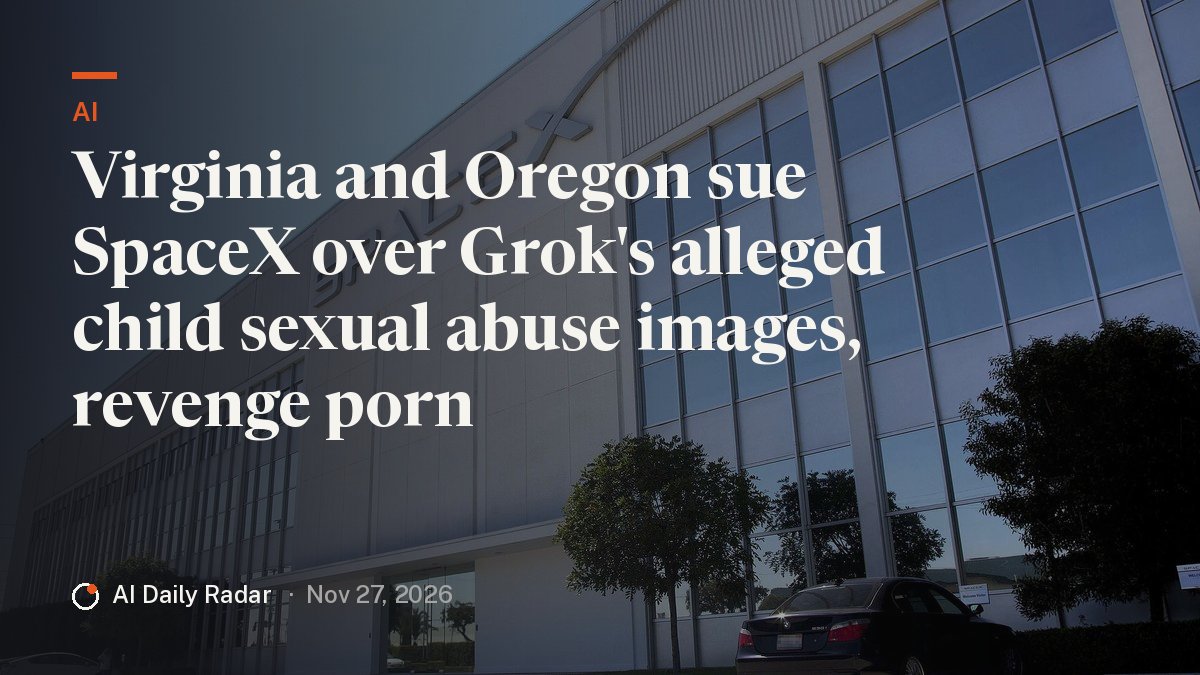 AI
Virginia and Oregon sue
SpaceX over Grok's alleged
child sexual abuse images,
revenge porn
SPACEX
AI Daily Radar · Nov 27, 2026